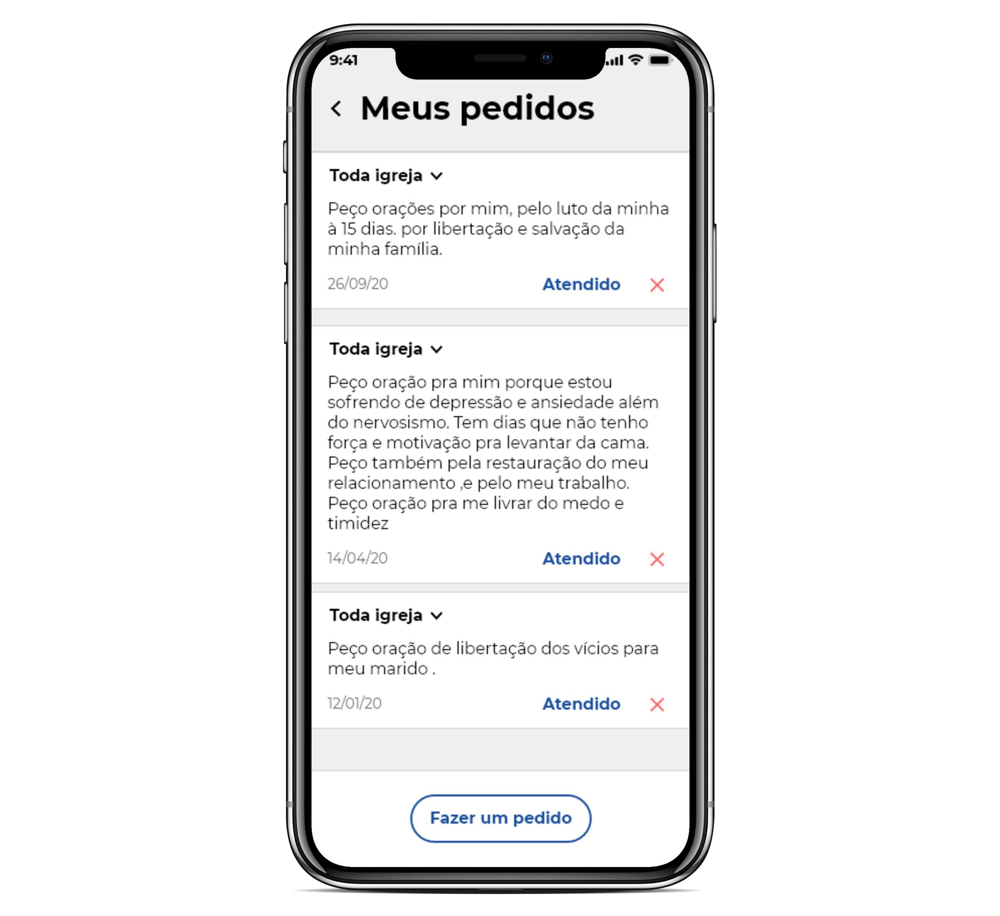 9:41
Meus pedidos
Toda igreja
Peço orações por mim, pelo luto da minha
à 15 dias. por libertação e salvação da
minha família.
26/09/20 Atendido
Toda igreja
Peço oração pra mim porque estou
sofrendo de depressão e ansiedade além
do nervosismo. Tem dias que não tenho
força e motivação pra levantar da cama.
Peço também pela restauração do meu
relacionamento ,e pelo meu trabalho.
Peço oração pra me livrar do medo e
timidez
14/04/20 Atendido
Toda igreja
Peço oração de libertação dos vícios para
meu marido .
12/01/20 Atendido
Fazer um pedido